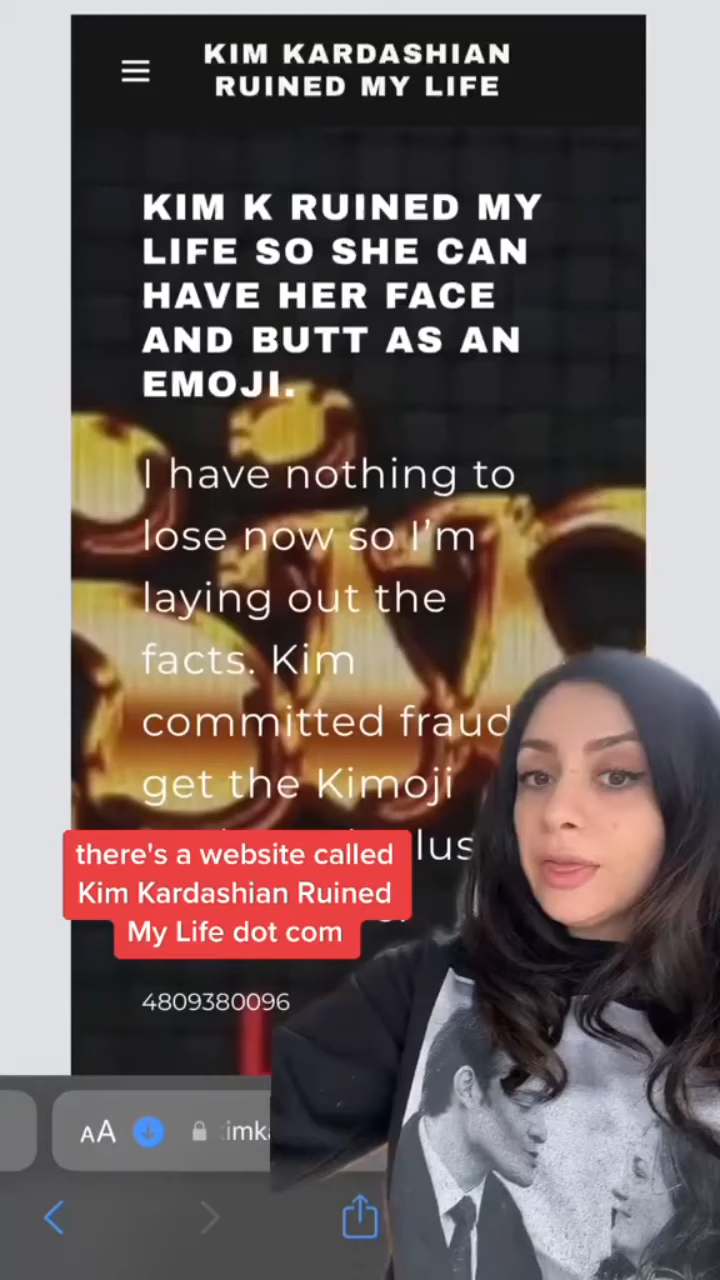 KIM KARDASHIAN
RUINED MY LIFE
KIM K RUINED MY
LIFE SO SHE CAN
HAVE HER FACE
AND BUTT AS AN
EMOJI.
I have nothing to
lose now so I’m
laying out the
facts. Kim
committed fraud
get the Kimoji
there's a website called
Kim Kardashian Ruined
My Life dot com
4809380096
AA